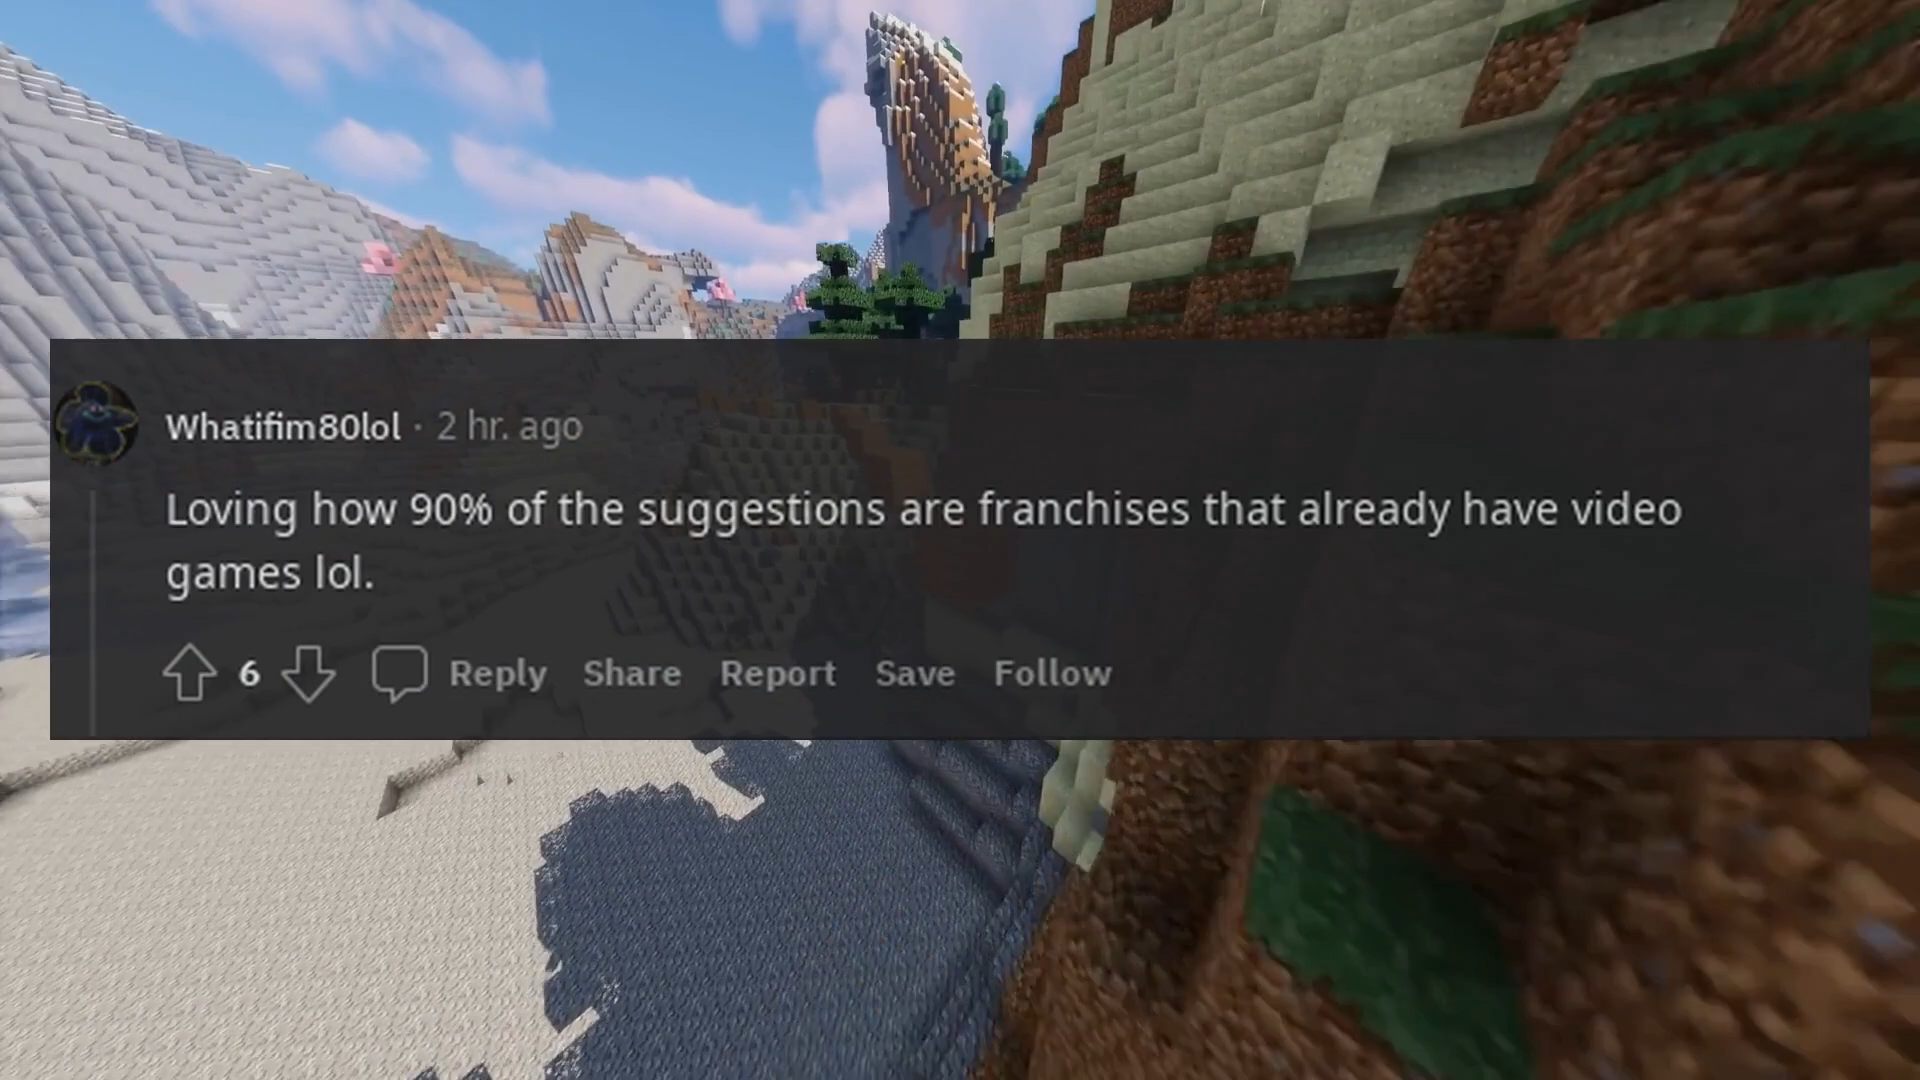 Whatifim80lol · 2 hr. ago
Loving how 90% of the suggestions are franchises that already have video
games lol.
6 Reply Share Report Save Follow